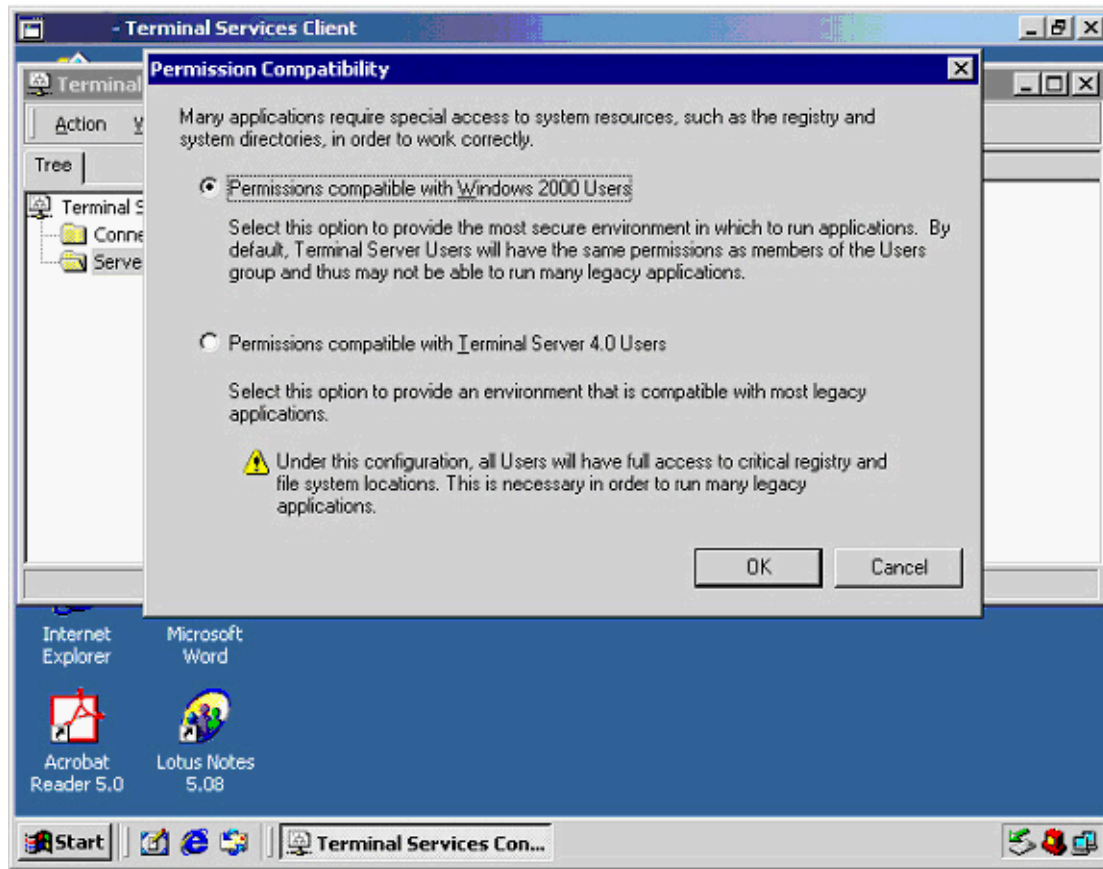 - Terminal Services Client
Permission Compatibility
Terminal
Action
Tree
Terminal S
Conne
Serve
Many applications require special access to system resources, such as the registry and
system directories, in order to work correctly.
Permissions compatible with Windows 2000 Users
Select this option to provide the most secure environment in which to run applications. By
default, Terminal Server Users will have the same permissions as members of the Users
group and thus may not be able to run many legacy applications.
Permissions compatible with Terminal Server 4.0 Users
Select this option to provide an environment that is compatible with most legacy
applications.
Under this configuration, all Users will have full access to critical registry and
file system locations. This is necessary in order to run many legacy
applications.
OK Cancel
Internet
Explorer
Microsoft
Word
Acrobat
Reader 5.0
Lotus Notes
5.08
Start
Terminal Services Con...